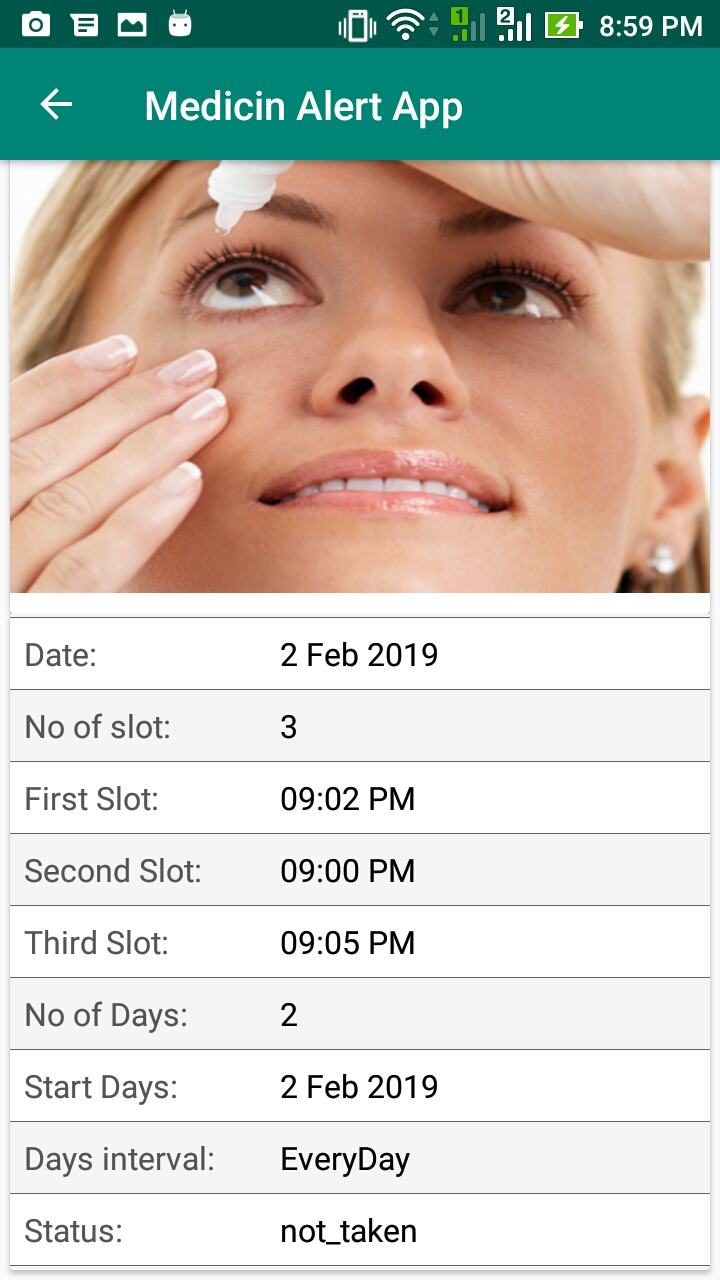 1 2 8:59 PM
Medicin Alert App
Date: 2 Feb 2019
No of slot: 3
First Slot: 09:02 PM
Second Slot: 09:00 PM
Third Slot: 09:05 PM
No of Days: 2
Start Days: 2 Feb 2019
Days interval: EveryDay
Status: not_taken